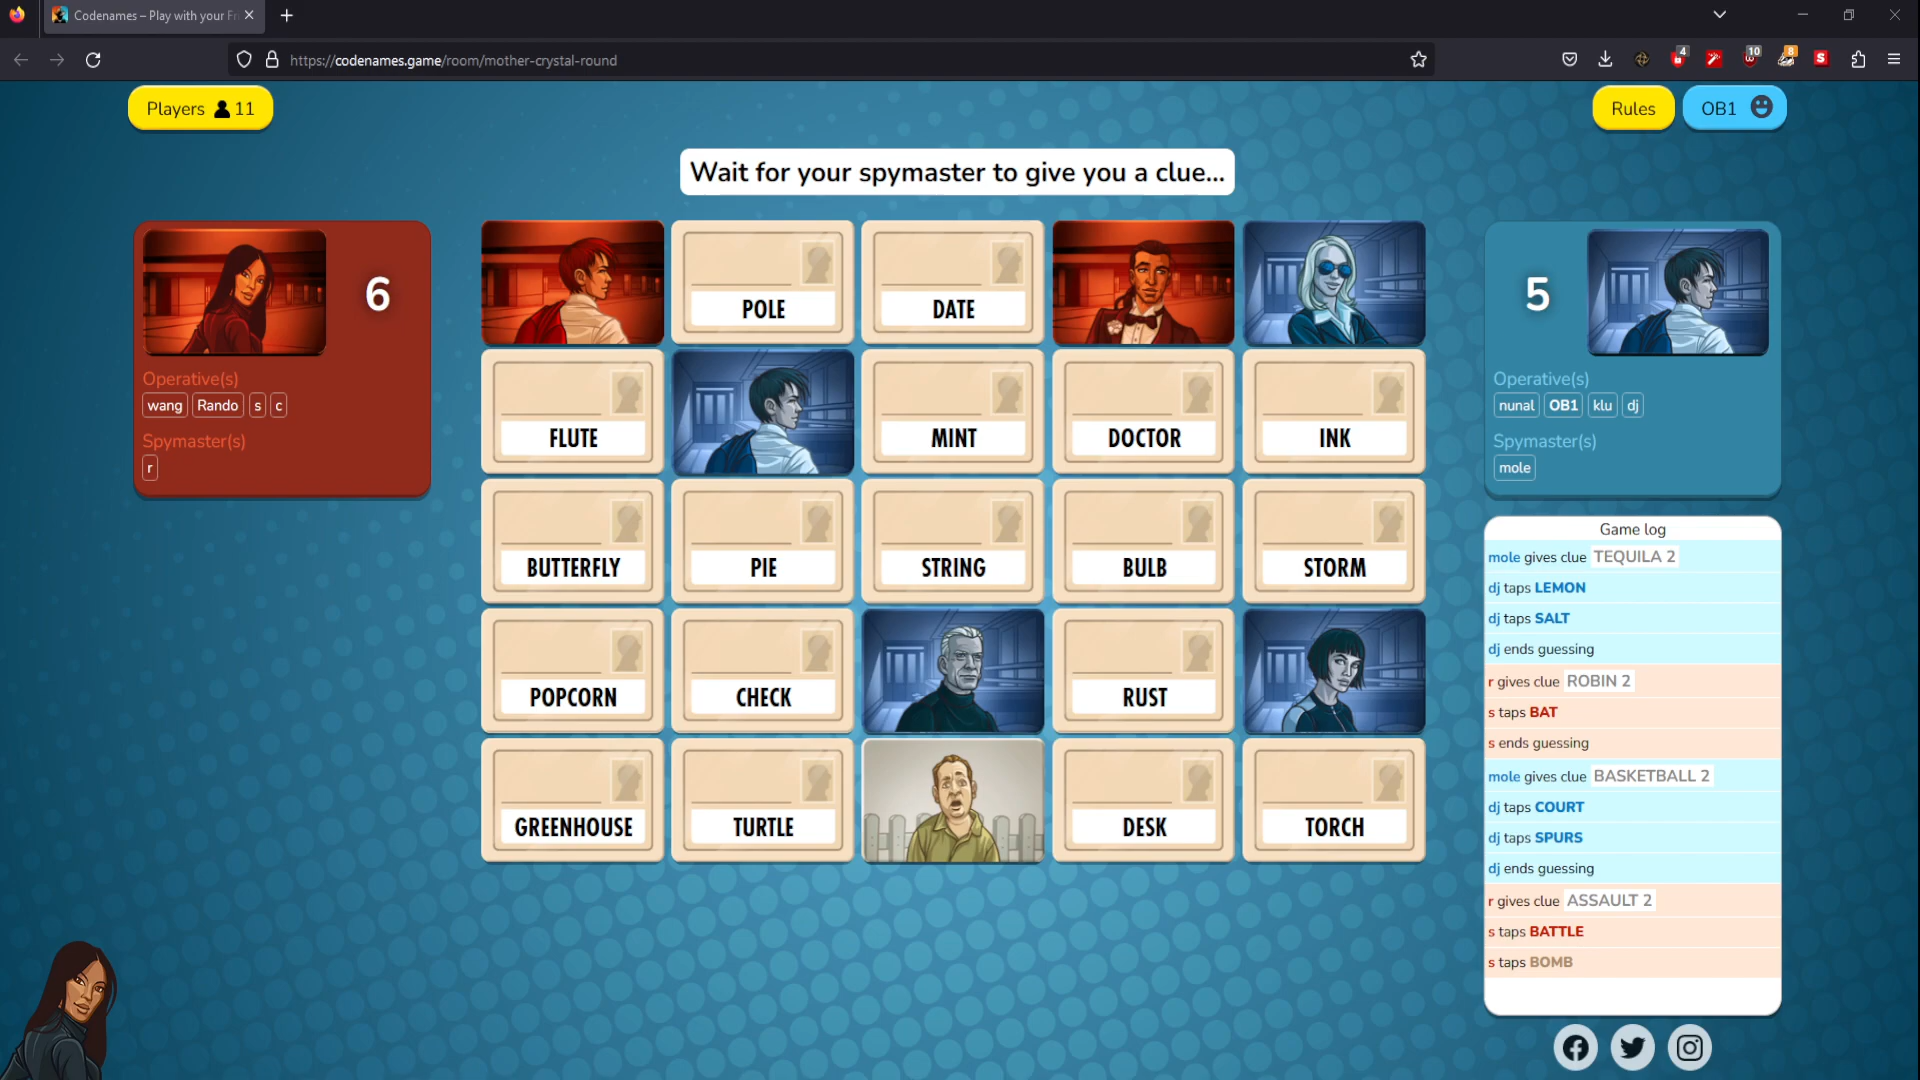 Codenames – Play with your Fr
https://codenames.game/room/mother-crystal-round
4
10
8
S
Players 11
Rules
OB1
Wait for your spymaster to give you a clue...
6
Operative(s)
wang Rando s c
Spymaster(s)
r
POLE
DATE
FLUTE
MINT
DOCTOR
INK
BUTTERFLY
PIE
STRING
BULB
STORM
POPCORN
CHECK
RUST
GREENHOUSE
TURTLE
DESK
TORCH
5
Operative(s)
nunal OB1 klu dj
Spymaster(s)
mole
Game log
mole gives clue TEQUILA 2
dj taps LEMON
dj taps SALT
dj ends guessing
r gives clue ROBIN 2
s taps BAT
s ends guessing
mole gives clue BASKETBALL 2
dj taps COURT
dj taps SPURS
dj ends guessing
r gives clue ASSAULT 2
s taps BATTLE
s taps BOMB